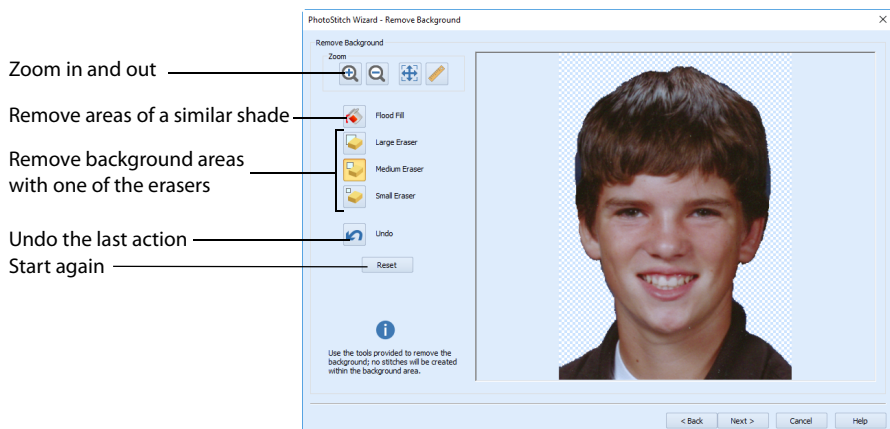 PhotoStitch Wizard - Remove Background
Remove Background
Zoom
Zoom in and out
Remove areas of a similar shade
Flood Fill
Large Eraser
Remove background areas
with one of the erasers
Medium Eraser
Small Eraser
Undo the last action
Undo
Start again
Reset
Use the tools provided to remove the
background; no stitches will be created
within the background area.
< Back Next > Cancel Help